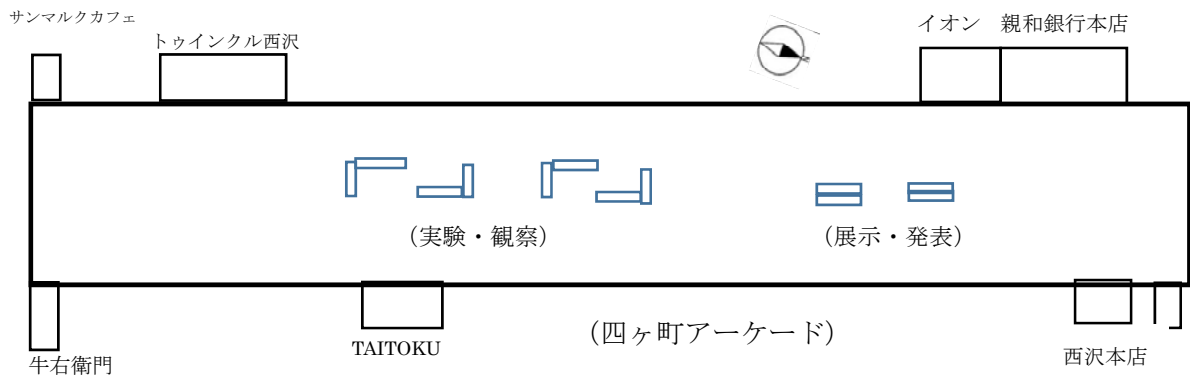 サンマルクカフェ
トゥインクル西沢
イオン　親和銀行本店
（実験・観察）
（展示・発表）
（四ヶ町アーケード）
牛右衛門
TAITOKU
西沢本店